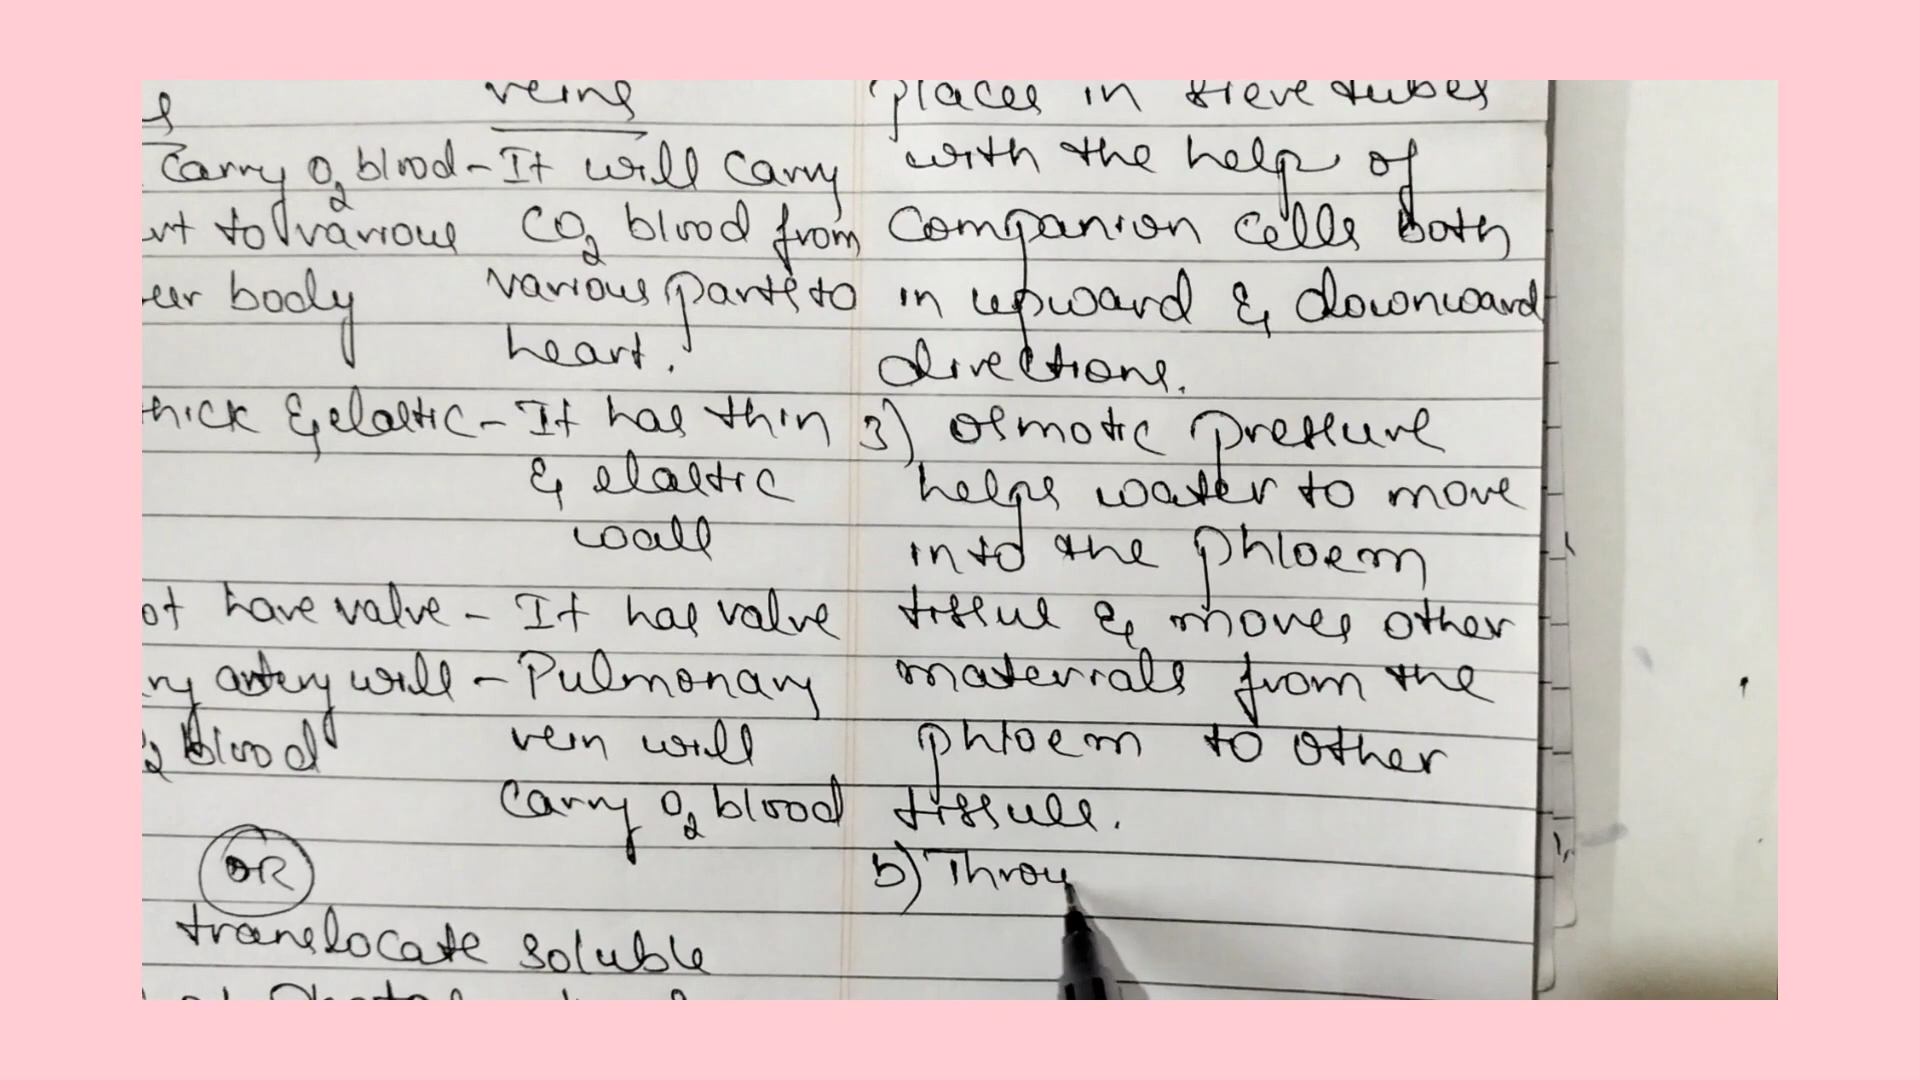 veins
Carry O2 blood - It will carry
to various CO2 blood from
body various parts to
heart.
thick & elastic - It has thin
& elastic
wall
have valve - It has valve
artery will - Pulmonary
blood vein will
carry O2 blood
OR
translocate soluble
places in sieve tubes
with the help of
Companion cells both
in upward & downward
directions.
3) Osmotic pressure
helps water to move
into the phloem
tissue & moves other
materials from the
phloem to other
tissues.
b) Throu